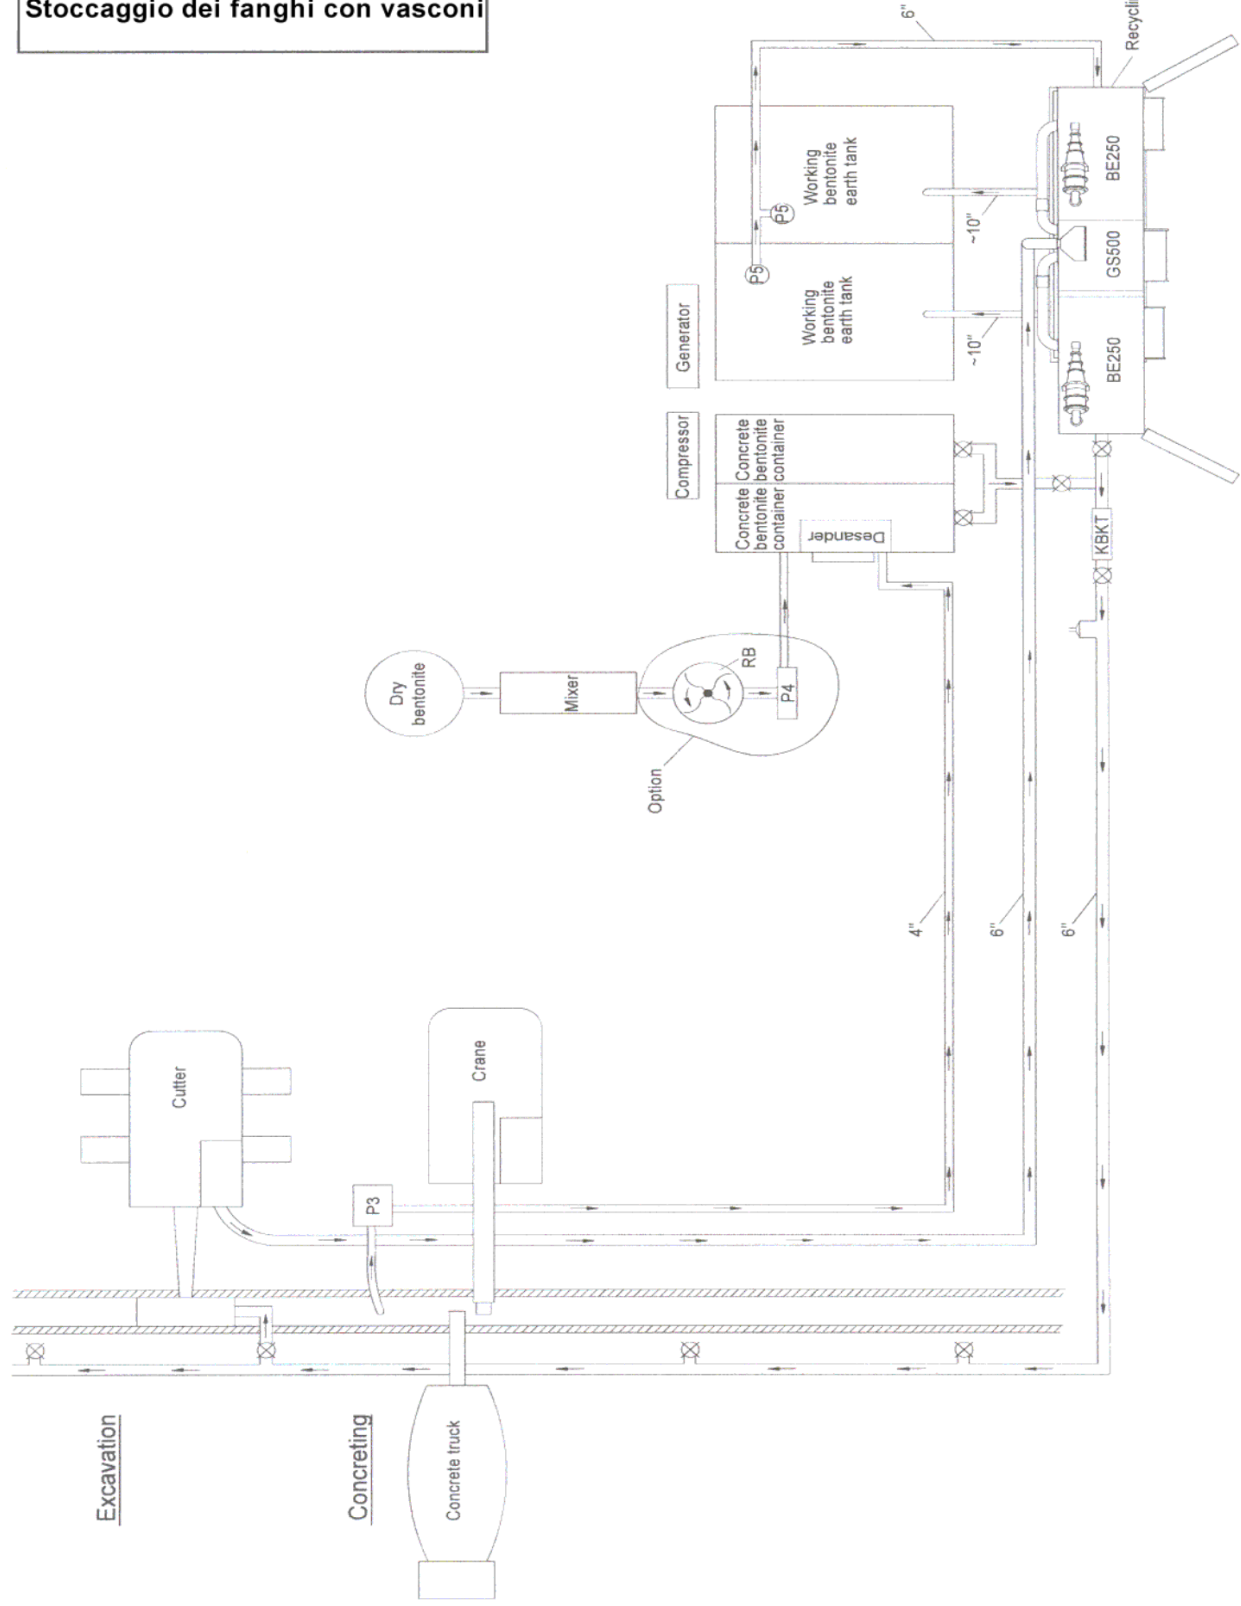 Stoccaggio dei fanghi con vasconi
6"
Recycli
Working
bentonite
earth tank
Working
bentonite
earth tank
P5
P5
~10"
~10"
BE250
GS500
BE250
Generator
Compressor
Concrete
bentonite
container
Concrete
bentonite
container
Desander
KBKT
Dry
bentonite
Mixer
RB
P4
Option
4"
6"
6"
Cutter
Crane
P3
Excavation
Concreting
Concrete truck